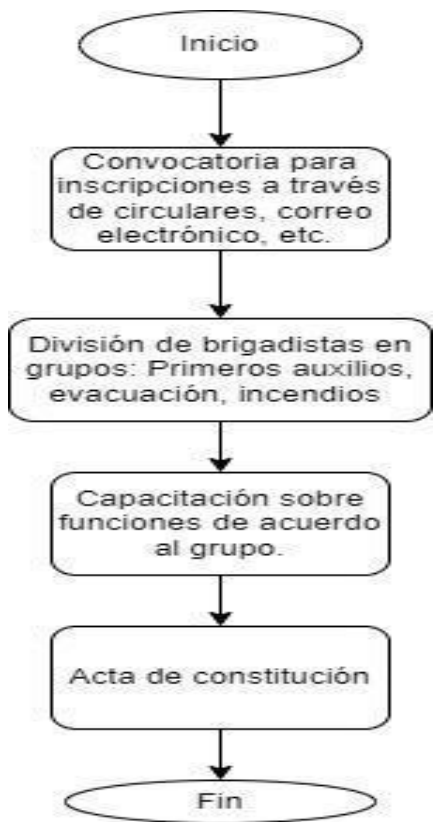 Inicio
Convocatoria para
inscripciones a través
de circulares, correo
electrónico, etc.
División de brigadistas en
grupos: Primeros auxilios,
evacuación, incendios
Capacitación sobre
funciones de acuerdo
al grupo.
Acta de constitución
Fin